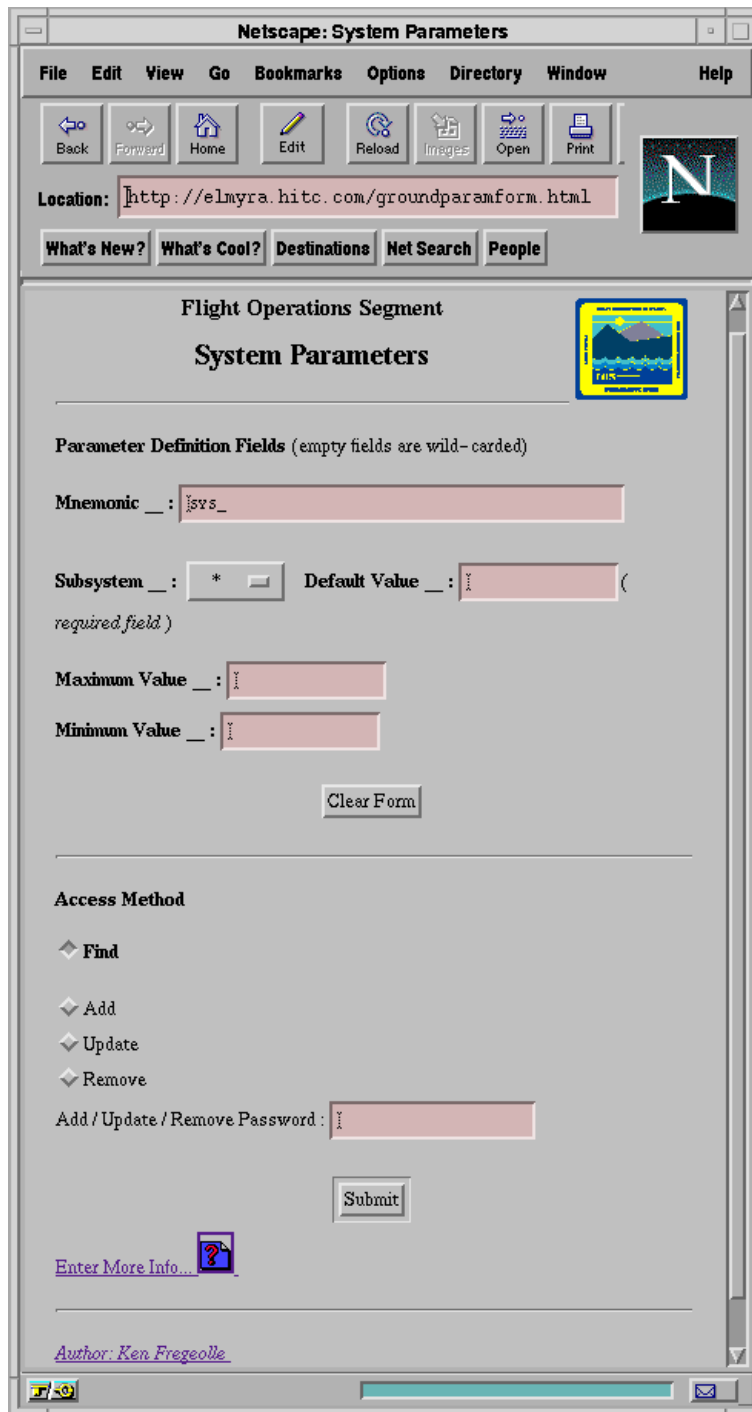 Netscape: System Parameters
File Edit View Go Bookmarks Options Directory Window Help
Back Forward Home Edit Reload Images Open Print
Location: http://elmyra.hitc.com/groundparamform.html
N
What's New? What's Cool? Destinations Net Search People
Flight Operations Segment
System Parameters
Parameter Definition Fields (empty fields are wild-carded)
Mnemonic __ : sys_
Subsystem __ : * Default Value __ : (
required field )
Maximum Value __ :
Minimum Value __ :
Clear Form
Access Method
Find
Add
Update
Remove
Add / Update / Remove Password :
Submit
Enter More Info... ?
Author: Ken Fregeolle